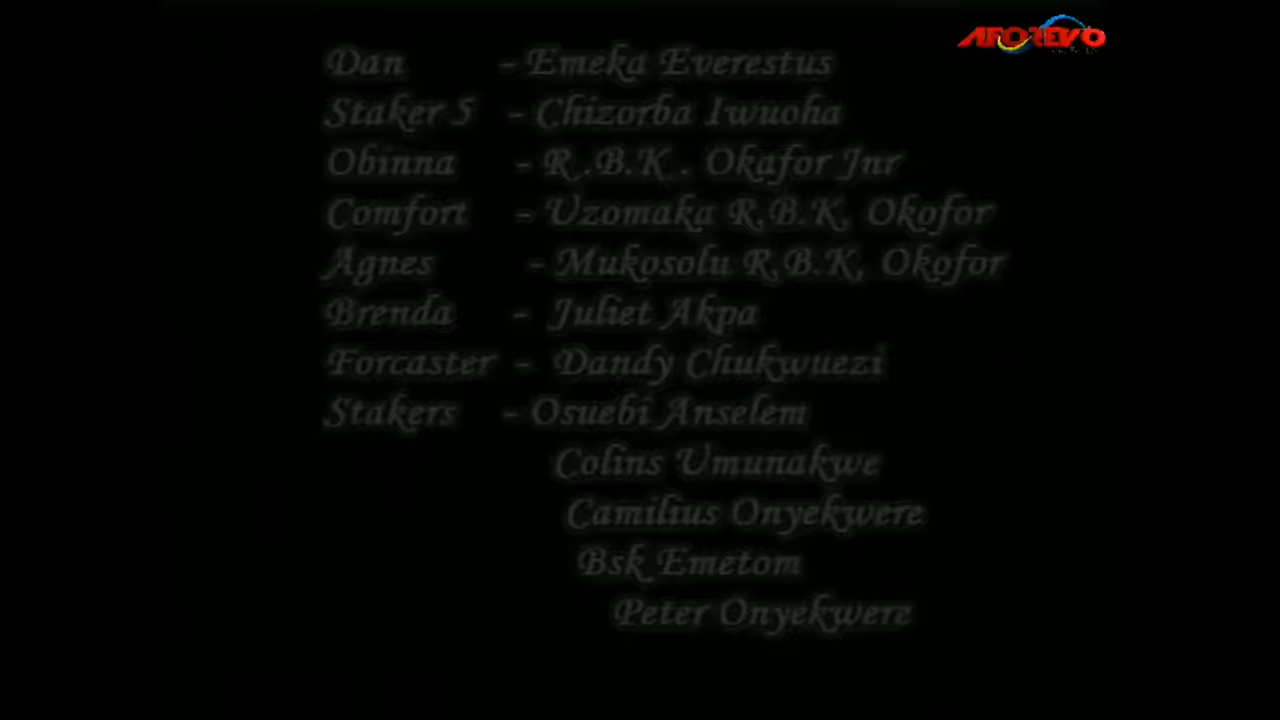 AFOREVO
Dan - Emeka Everestus
Staker 5 - Chizorba Iwuoha
Obinna - R.B.K. Okafor Jnr
Comfort - Uzomaka R.B.K, Okofor
Agnes - Mukosolu R.B.K, Okofor
Brenda - Juliet Akpa
Forcaster - Dandy Chukwuezi
Stakers - Osuebi Anselem
Colins Umunakwe
Camilius Onyekwere
Bsk Emetom
Peter Onyekwere